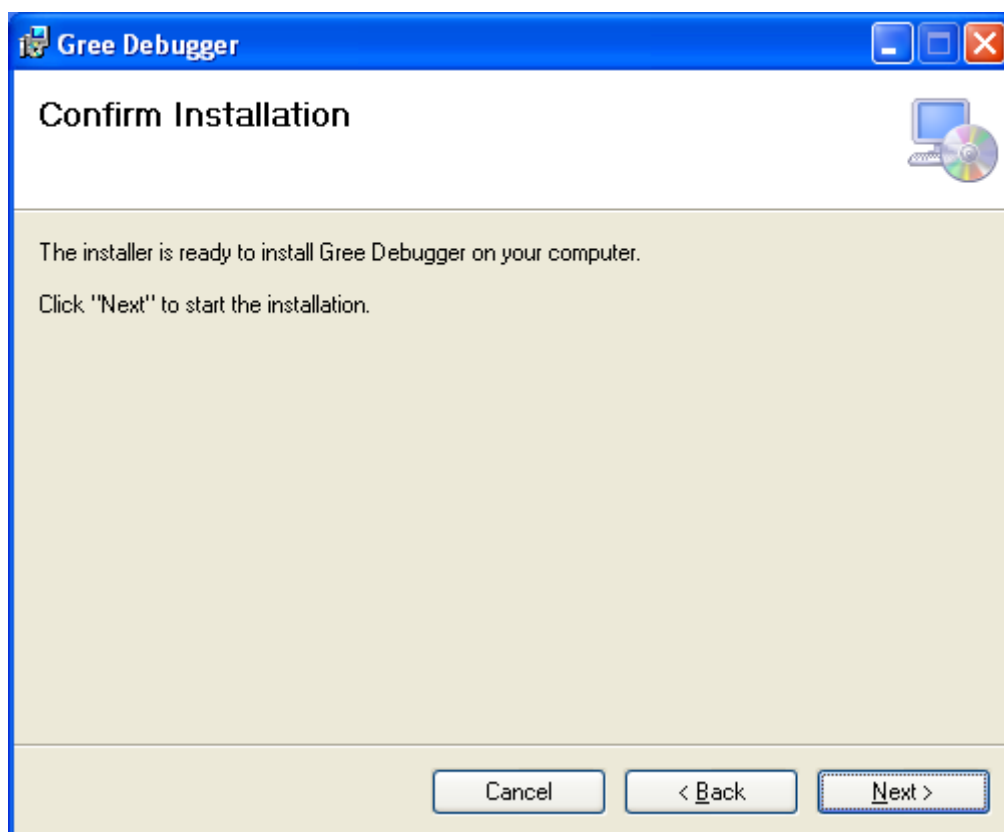 Gree Debugger
Confirm Installation
The installer is ready to install Gree Debugger on your computer.
Click "Next" to start the installation.
Cancel
< Back
Next >